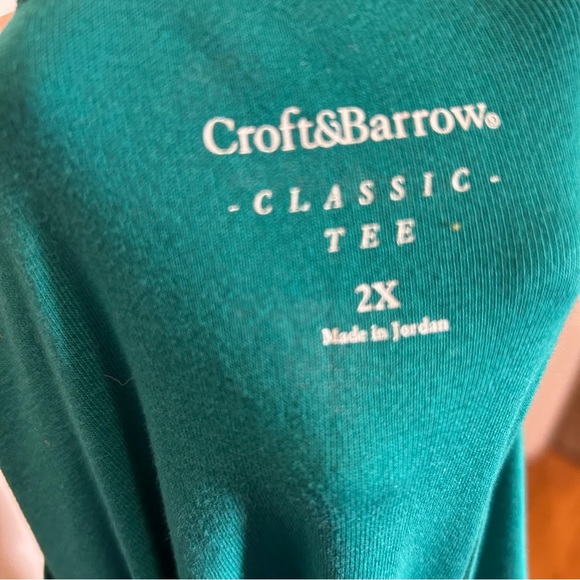 Croft&Barrow®
- CLASSIC -
TEE
2X
Made in Jordan